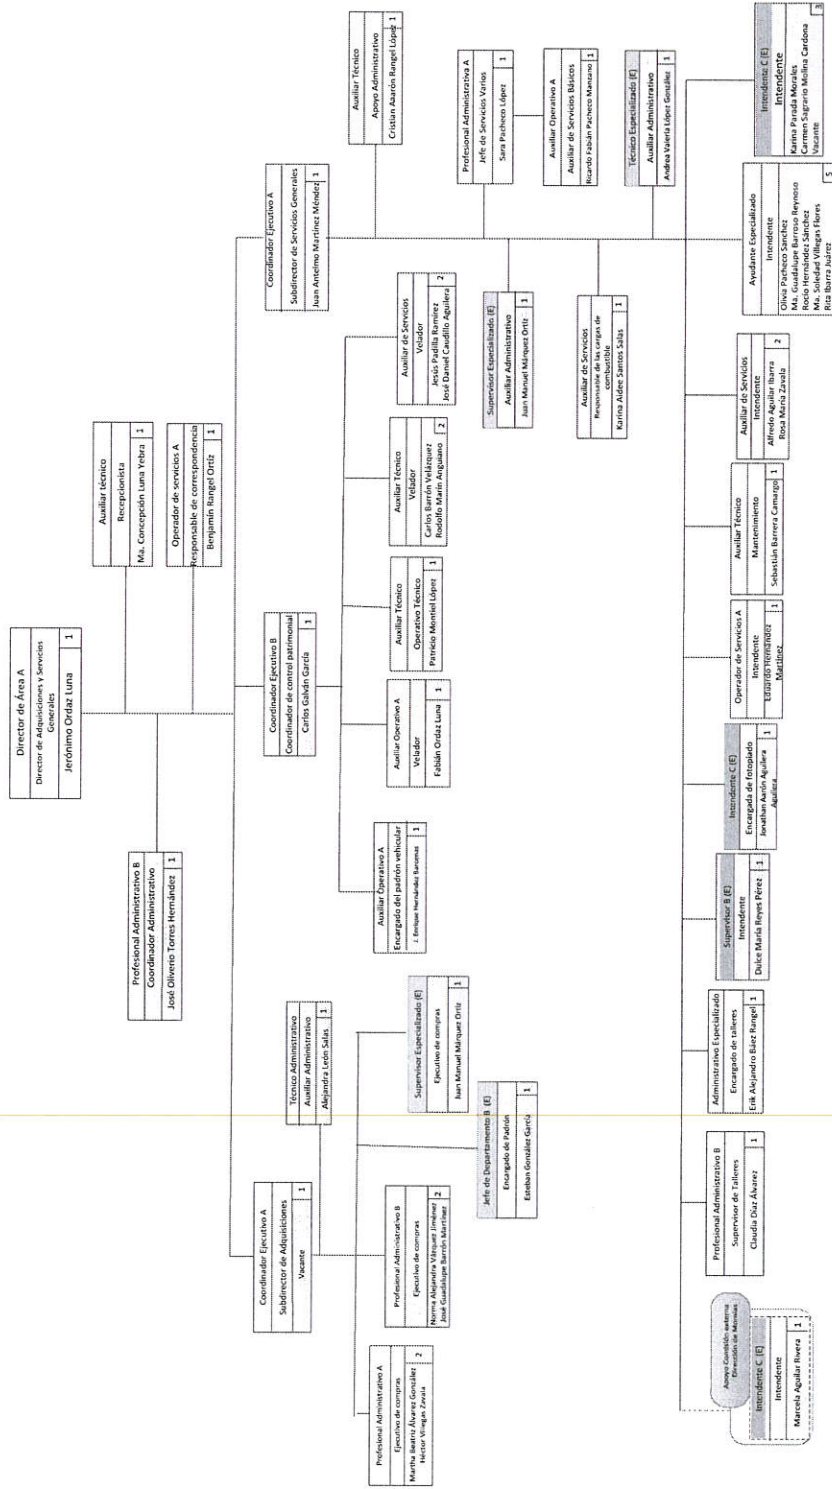 Director de Área A
Director de Adquisiciones y Servicios
Generales
Jerónimo Ordaz Luna 1
Profesional Administrativo B
Coordinador Administrativo
José Oliverio Torres Hernández 1
Auxiliar técnico
Recepcionista
Ma. Concepción Luna Yebra 1
Operador de servicios A
Responsable de correspondencia
Benjamín Rangel Ortiz 1
Coordinador Ejecutivo A
Subdirector de Adquisiciones
Vacante 1
Técnico Administrativo
Auxiliar Administrativo
Alejandra León Salas 1
Profesional Administrativo A
Ejecutivo de compras
Martha Beatriz Álvarez González
Héctor Villegas Zavala
2
Profesional Administrativo B
Ejecutivo de compras
Norma Alejandra Vázquez Jiménez
José Guadalupe Barrón Martínez
2
Jefe de Departamento B (E)
Encargado de Padrón
Esteban González García 1
Supervisor Especializado (E)
Ejecutivo de compras
Juan Manuel Márquez Ortiz 1
Coordinador Ejecutivo B
Coordinador de control patrimonial
Carlos Galván García 1
Auxiliar Operativo A
Encargado del padrón vehicular
J. Enrique Hernández Barcenas 1
Auxiliar Operativo A
Velador
Fabián Ordaz Luna 1
Auxiliar Técnico
Operativo Técnico
Patricio Montiel López 1
Auxiliar Técnico
Velador
Carlos Barrón Velázquez
Rodolfo Marín Anguiano
2
Auxiliar de Servicios
Velador
Jesús Padilla Ramírez
José Daniel Caudillo Aguilera
2
Coordinador Ejecutivo A
Subdirector de Servicios Generales
Juan Antelmo Martínez Méndez 1
Auxiliar Técnico
Apoyo Administrativo
Cristian Aaarón Rangel López 1
Profesional Administrativa A
Jefe de Servicios Varios
Sara Pacheco López 1
Auxiliar Operativo A
Auxiliar de Servicios Básicos
Ricardo Fabián Pacheco Manzano 1
Supervisor Especializado (E)
Auxiliar Administrativo
Juan Manuel Márquez Ortiz 1
Auxiliar de Servicios
Responsable de las cargas de
combustible
Karina Aidee Santos Salas 1
Técnico Especializado (E)
Auxiliar Administrativo
Andrea Valeria López González 1
Apoyo Comisión externa
Dirección de Momias
Intendente C (E)
Intendente
Marcela Aguilar Rivera 1
Profesional Administrativo B
Supervisor de Talleres
Claudia Díaz Álvarez 1
Administrativo Especializado
Encargado de talleres
Erik Alejandro Báez Rangel 1
Supervisor B (E)
Intendente
Dulce María Reyes Pérez 1
Intendente C (E)
Encargada de fotopiado
Jonathan Aarón Aguilera
Aguilera
1
Operador de Servicios A
Intendente
Eduardo Hernández
Martínez
1
Auxiliar Técnico
Mantenimiento
Sebastián Barrera Camargo 1
Auxiliar de Servicios
Intendente
Alfredo Aguilar Ibarra
Rosa María Zavala
2
Ayudante Especializado
Intendente
Olivia Pacheco Sanchez
Ma. Guadalupe Barroso Reynoso
Rocío Hernández Sánchez
Ma. Soledad Villegas Flores
Rita Ibarra Juárez
5
Intendente C (E)
Intendente
Karina Parada Morales
Carmen Sagrario Molina Cardona
Vacante
3